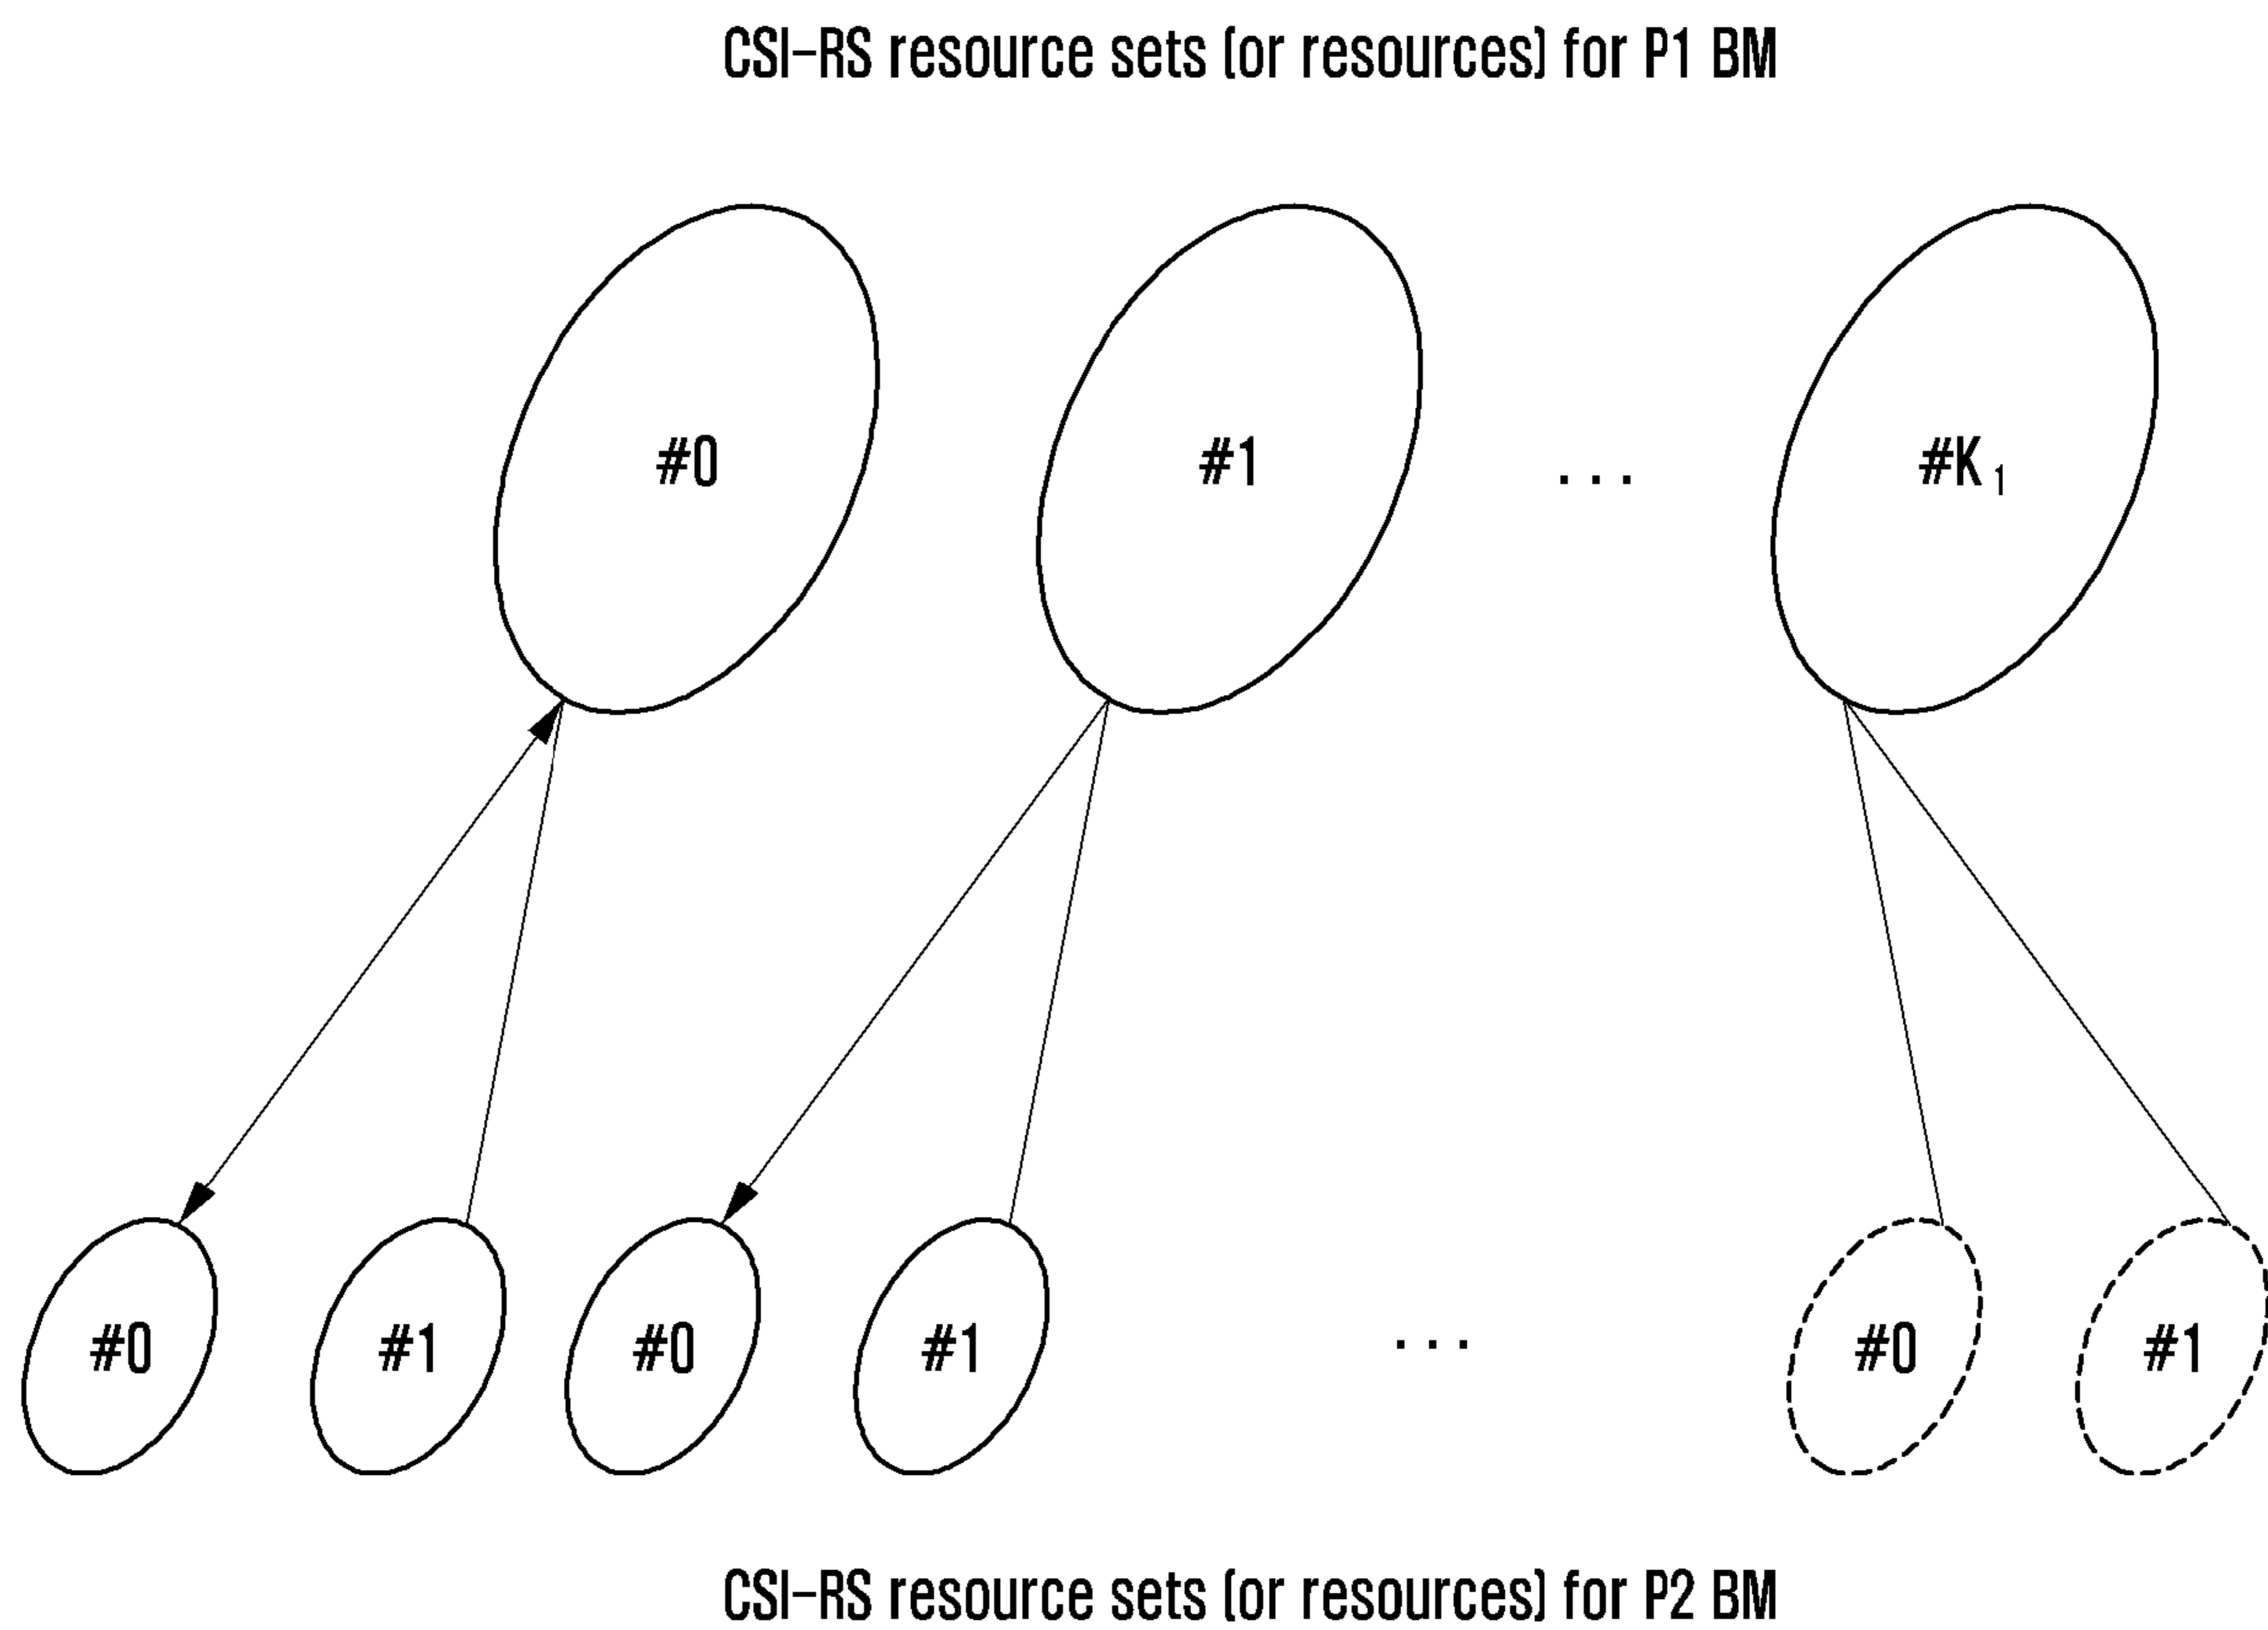 CSI-RS resource sets (or resources) for P1 BM
#0 #1 ... #K₁
#0 #1 #0 #1 ... #0 #1
CSI-RS resource sets (or resources) for P2 BM